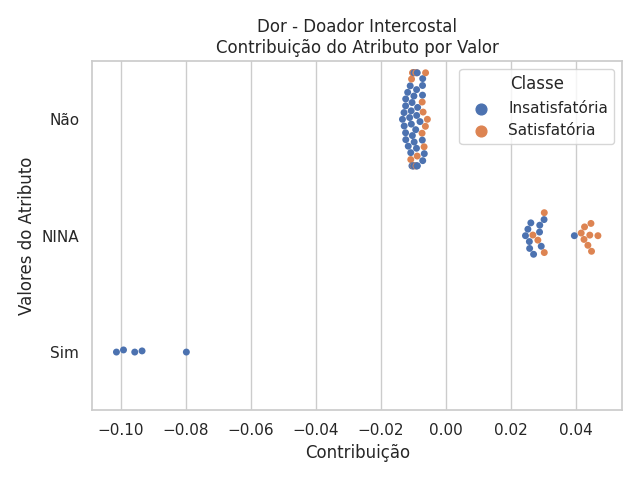 Dor - Doador Intercostal
Contribuição do Atributo por Valor
Classe
Insatisfatória
Satisfatória
Valores do Atributo
Não
NINA
Sim
−0.10 −0.08 −0.06 −0.04 −0.02 0.00 0.02 0.04
Contribuição